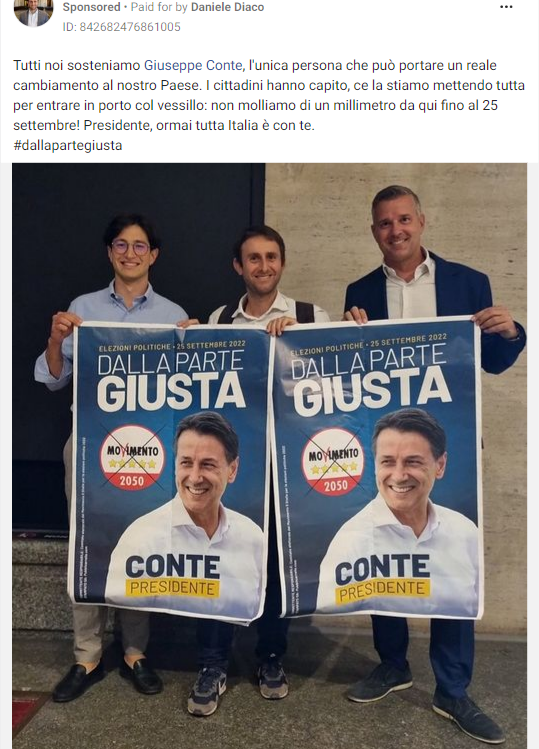 Sponsored • Paid for by Daniele Diaco
ID: 842682476861005
Tutti noi sosteniamo Giuseppe Conte, l'unica persona che può portare un reale
cambiamento al nostro Paese. I cittadini hanno capito, ce la stiamo mettendo tutta
per entrare in porto col vessillo: non molliamo di un millimetro da qui fino al 25
settembre! Presidente, ormai tutta Italia è con te.
#dallapartegiusta
ELEZIONI POLITICHE • 25 SETTEMBRE 2022
DALLA PARTE
GIUSTA
MOVIMENTO
2050
CONTE
PRESIDENTE
ELEZIONI POLITICHE • 25 SETTEMBRE 2022
DALLA PARTE
GIUSTA
MOVIMENTO
2050
CONTE
PRESIDENTE